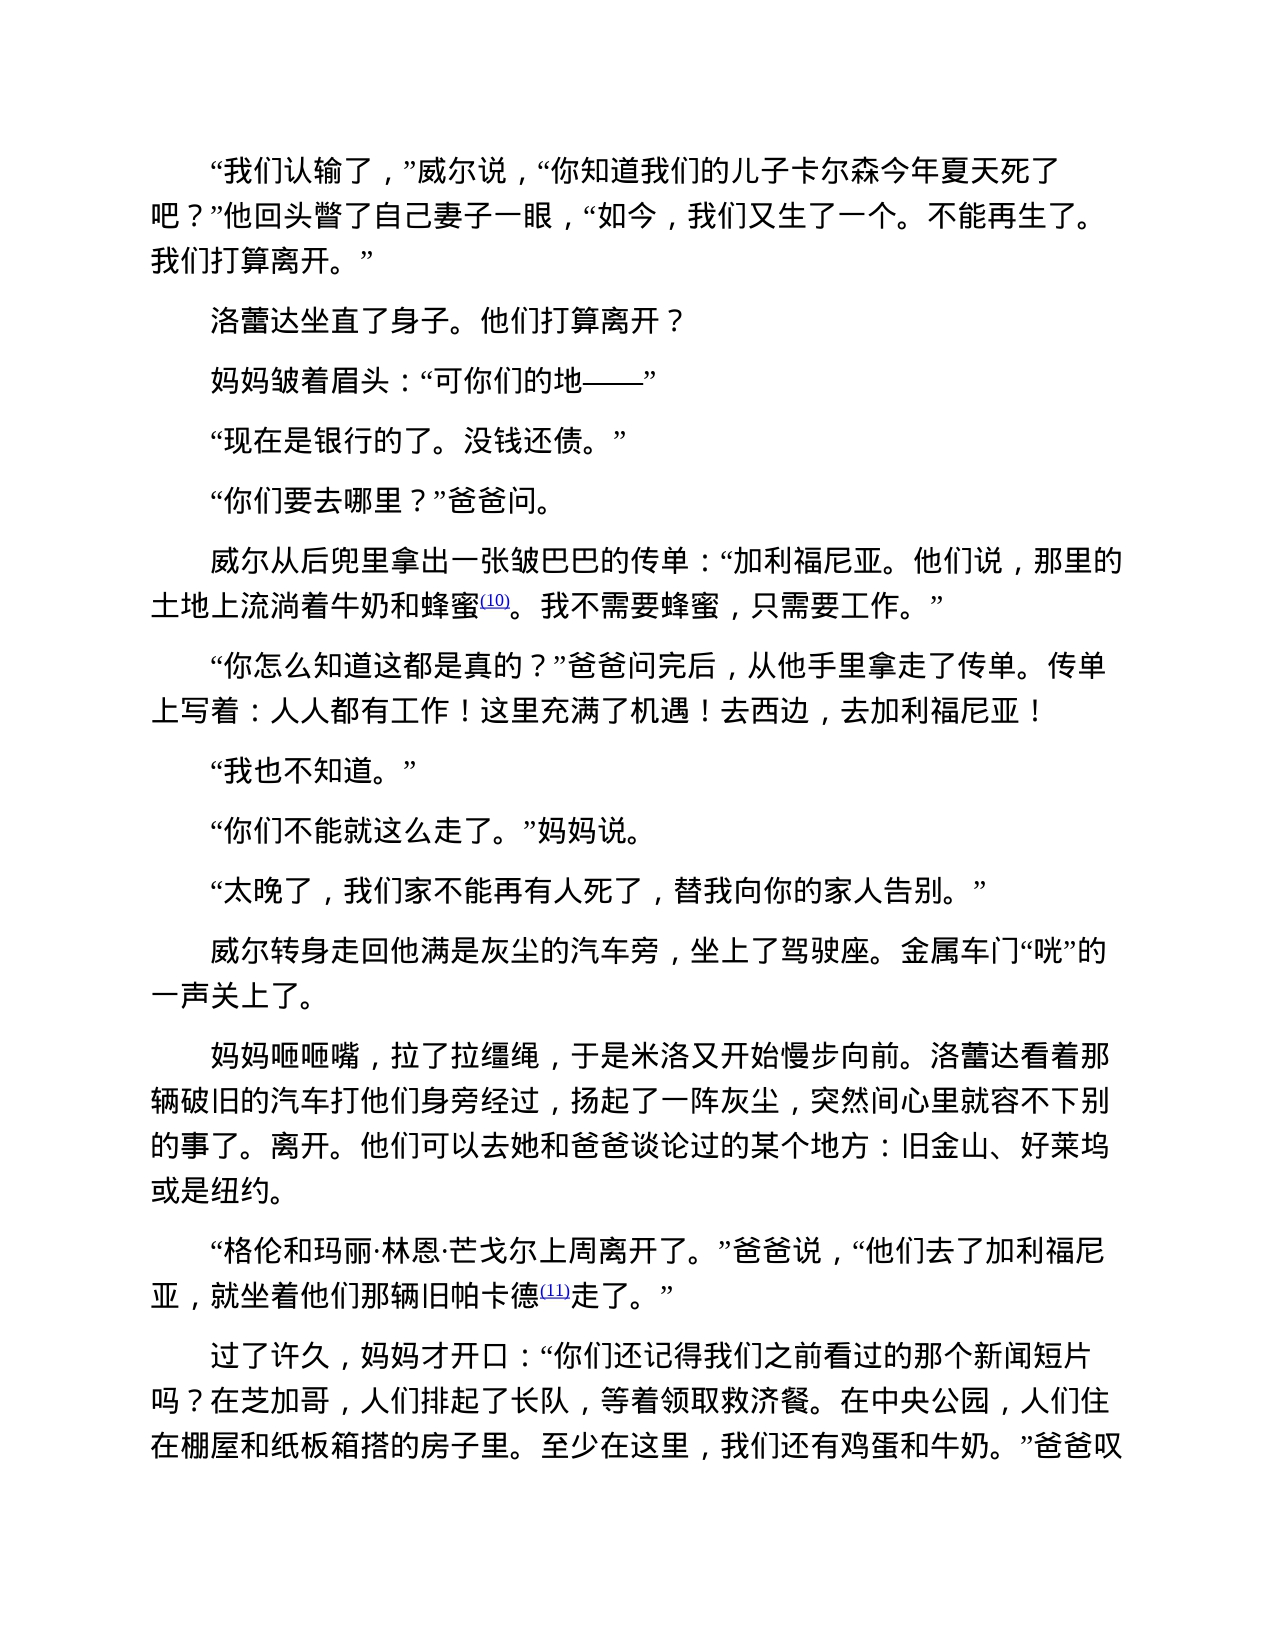 “我们认输了，”威尔说，“你知道我们的儿子卡尔森今年夏天死了
吧？”他回头瞥了自己妻子一眼，“如今，我们又生了一个。不能再生了。
我们打算离开。”
洛蕾达坐直了身子。他们打算离开？
妈妈皱着眉头：“可你们的地——”
“现在是银行的了。没钱还债。”
“你们要去哪里？”爸爸问。
威尔从后兜里拿出一张皱巴巴的传单：“加利福尼亚。他们说，那里的
土地上流淌着牛奶和蜂蜜(10)。我不需要蜂蜜，只需要工作。”
“你怎么知道这都是真的？”爸爸问完后，从他手里拿走了传单。传单
上写着：人人都有工作！这里充满了机遇！去西边，去加利福尼亚！
“我也不知道。”
“你们不能就这么走了。”妈妈说。
“太晚了，我们家不能再有人死了，替我向你的家人告别。”
威尔转身走回他满是灰尘的汽车旁，坐上了驾驶座。金属车门“咣”的
一声关上了。
妈妈咂咂嘴，拉了拉缰绳，于是米洛又开始慢步向前。洛蕾达看着那
辆破旧的汽车打他们身旁经过，扬起了一阵灰尘，突然间心里就容不下别
的事了。离开。他们可以去她和爸爸谈论过的某个地方：旧金山、好莱坞
或是纽约。
“格伦和玛丽·林恩·芒戈尔上周离开了。”爸爸说，“他们去了加利福尼
亚，就坐着他们那辆旧帕卡德(11)走了。”
过了许久，妈妈才开口：“你们还记得我们之前看过的那个新闻短片
吗？在芝加哥，人们排起了长队，等着领取救济餐。在中央公园，人们住
在棚屋和纸板箱搭的房子里。至少在这里，我们还有鸡蛋和牛奶。”爸爸叹